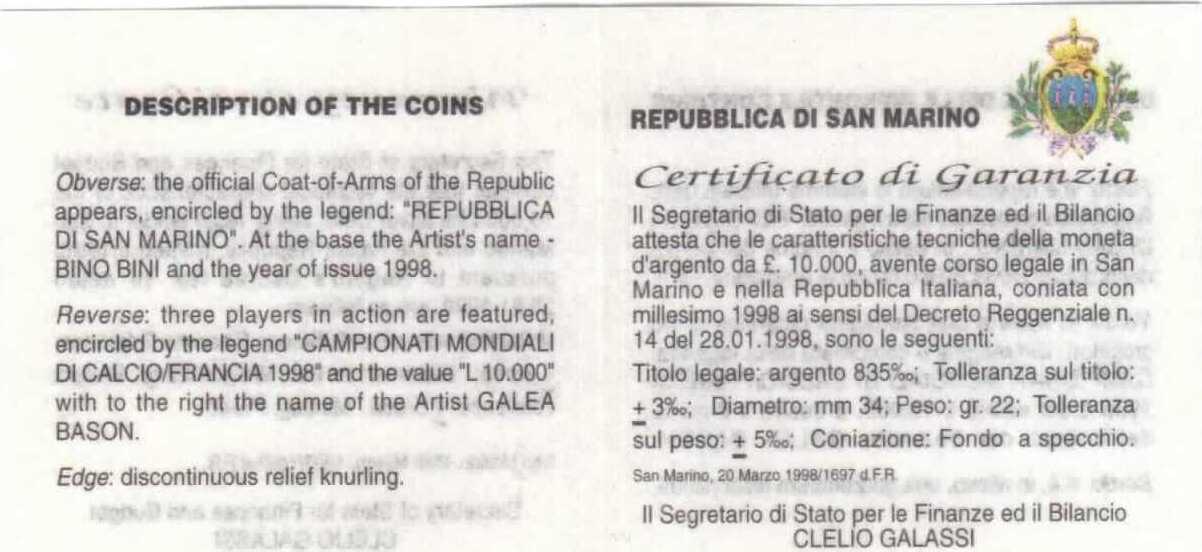 DESCRIPTION OF THE COINS
Obverse: the official Coat-of-Arms of the Republic
appears, encircled by the legend: "REPUBBLICA
DI SAN MARINO". At the base the Artist's name -
BINO BINI and the year of issue 1998.
Reverse: three players in action are featured,
encircled by the legend "CAMPIONATI MONDIALI
DI CALCIO/FRANCIA 1998" and the value "L 10.000"
with to the right the name of the Artist GALEA
BASON.
Edge: discontinuous relief knurling.
REPUBBLICA DI SAN MARINO
Certificato di Garanzia
Il Segretario di Stato per le Finanze ed il Bilancio
attesta che le caratteristiche tecniche della moneta
d'argento da £. 10.000, avente corso legale in San
Marino e nella Repubblica Italiana, coniata con
millesimo 1998 ai sensi del Decreto Reggenziale n.
14 del 28.01.1998, sono le seguenti:
Titolo legale: argento 835‰; Tolleranza sul titolo:
± 3‰; Diametro: mm 34; Peso: gr. 22; Tolleranza
sul peso: ± 5‰; Coniazione: Fondo a specchio.
San Marino, 20 Marzo 1998/1697 d.F.R.
Il Segretario di Stato per le Finanze ed il Bilancio
CLELIO GALASSI